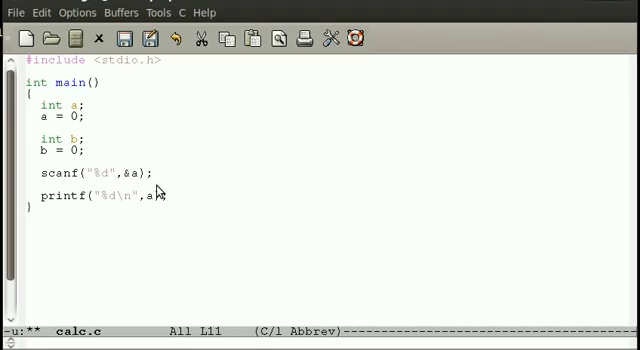 File Edit Options Buffers Tools C Help
#include <stdio.h>
int main()
{
int a;
a = 0;
int b;
b = 0;
scanf("%d",&a);
printf("%d\n",a);
}
-u:** calc.c All L11 (C/l Abbrev)